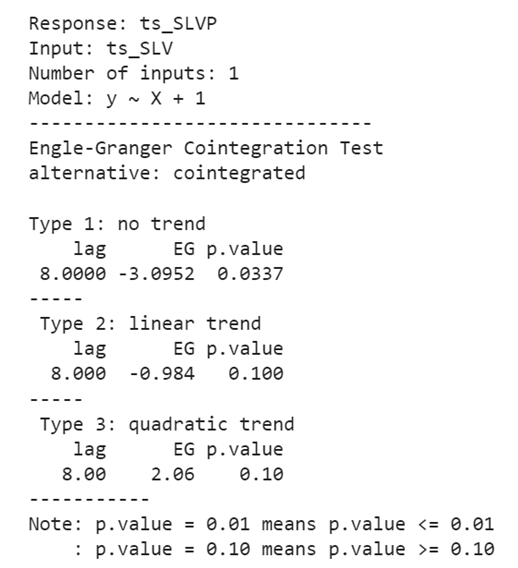 Response: ts_SLVP
Input: ts_SLV
Number of inputs: 1
Model: y ~ X + 1
-------------------------------
Engle-Granger Cointegration Test
alternative: cointegrated

Type 1: no trend
    lag      EG p.value
 8.0000 -3.0952  0.0337
-----
 Type 2: linear trend
    lag      EG p.value
  8.000  -0.984   0.100
-----
 Type 3: quadratic trend
    lag      EG p.value
   8.00    2.06    0.10
-----------
Note: p.value = 0.01 means p.value <= 0.01
    : p.value = 0.10 means p.value >= 0.10